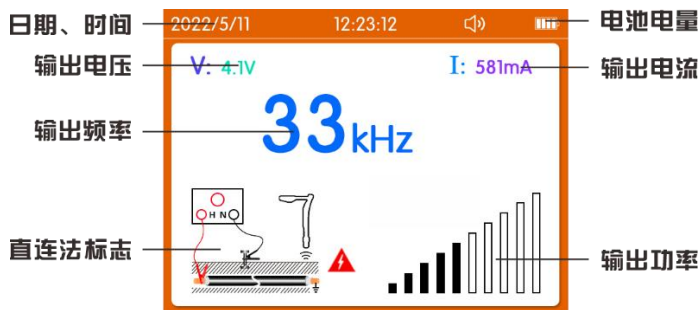 日期、时间
2022/5/11
12:23:12
电池电量
输出电压
V: 4.1V
I: 581mA
输出电流
输出频率
33kHz
H N
直连法标志
输出功率